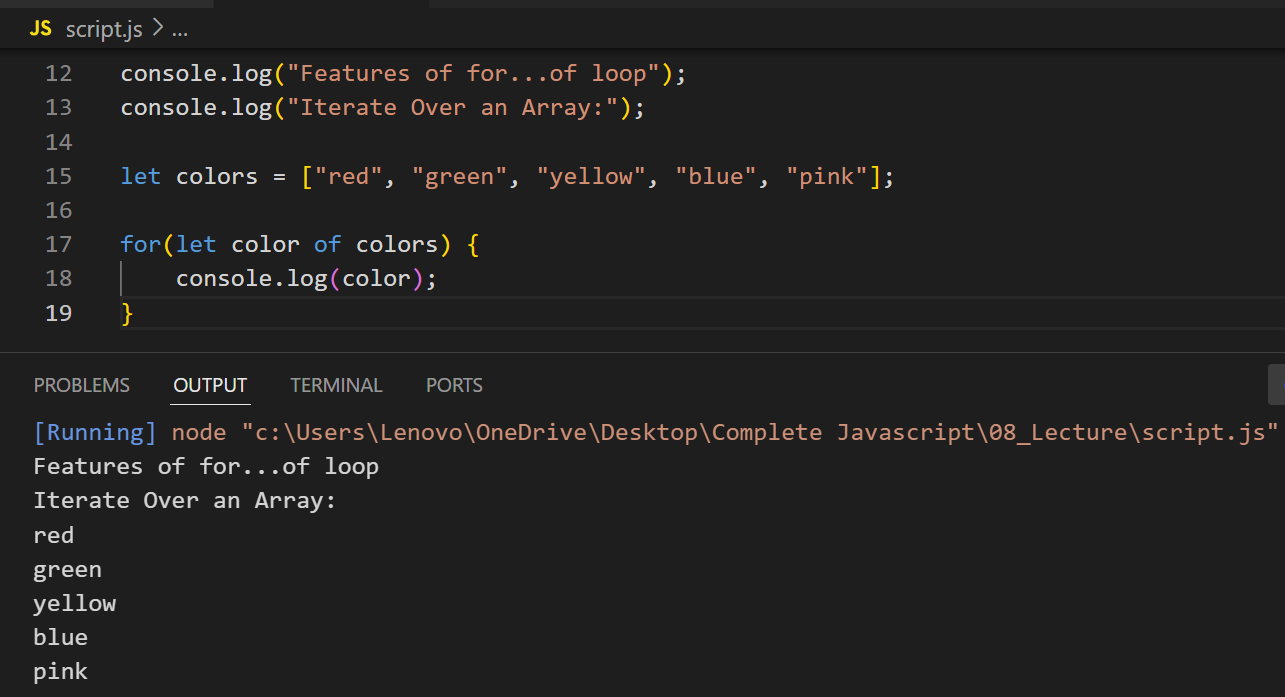 JS script.js > ...
12 console.log("Features of for...of loop");
13 console.log("Iterate Over an Array:");
14
15 let colors = ["red", "green", "yellow", "blue", "pink"];
16
17 for(let color of colors) {
18     console.log(color);
19 }
PROBLEMS OUTPUT TERMINAL PORTS
[Running] node "c:\Users\Lenovo\OneDrive\Desktop\Complete Javascript\08_Lecture\script.js"
Features of for...of loop
Iterate Over an Array:
red
green
yellow
blue
pink